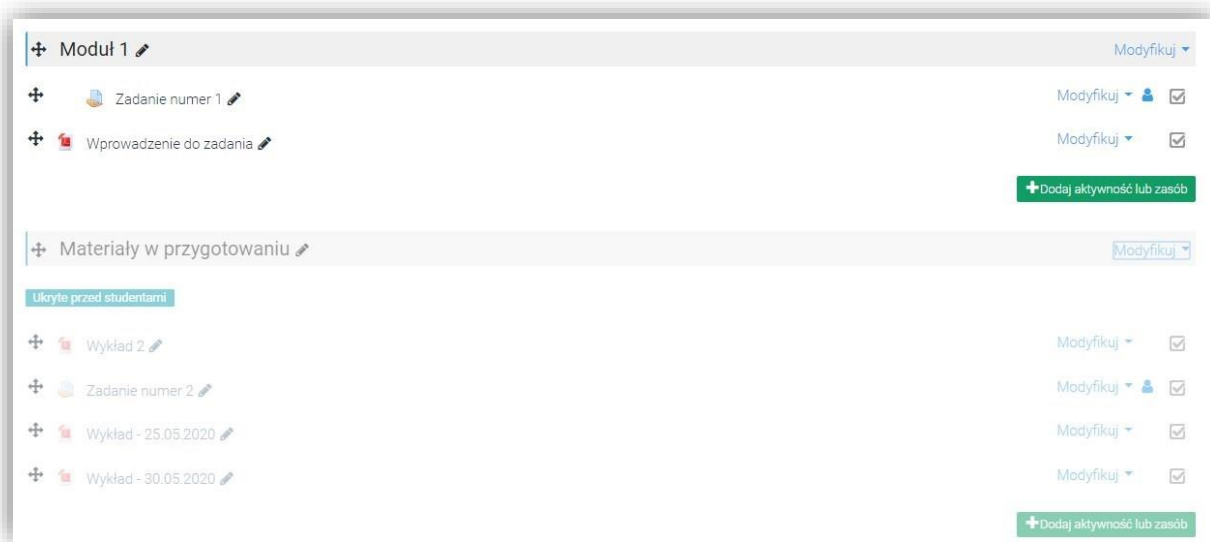 Moduł 1 Modyfikuj
Zadanie numer 1 Modyfikuj
Wprowadzenie do zadania Modyfikuj
Dodaj aktywność lub zasób
Materiały w przygotowaniu Modyfikuj
Ukryte przed studentami
Wykład 2 Modyfikuj
Zadanie numer 2 Modyfikuj
Wykład - 25.05.2020 Modyfikuj
Wykład - 30.05.2020 Modyfikuj
Dodaj aktywność lub zasób